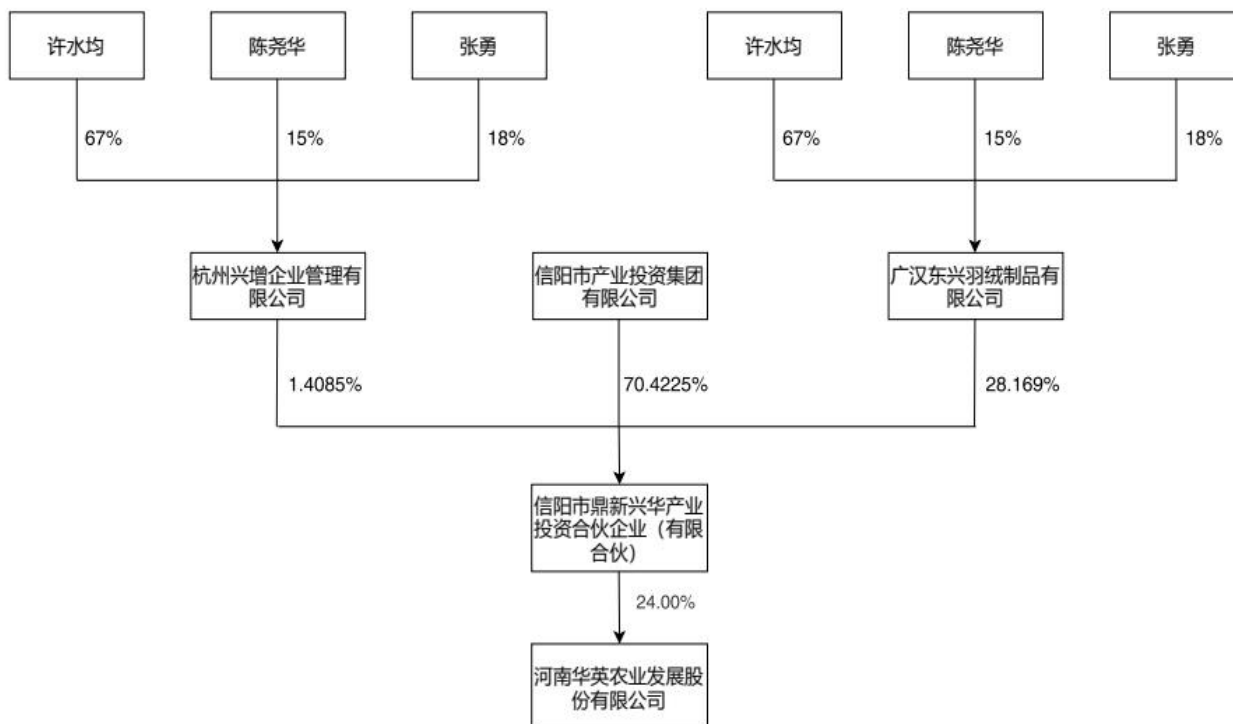 许水均
陈尧华
张勇
许水均
陈尧华
张勇
67%
15%
18%
67%
15%
18%
杭州兴增企业管理有
限公司
信阳市产业投资集团
有限公司
广汉东兴羽绒制品有
限公司
1.4085%
70.4225%
28.169%
信阳市鼎新兴华产业
投资合伙企业（有限
合伙）
24.00%
河南华英农业发展股
份有限公司